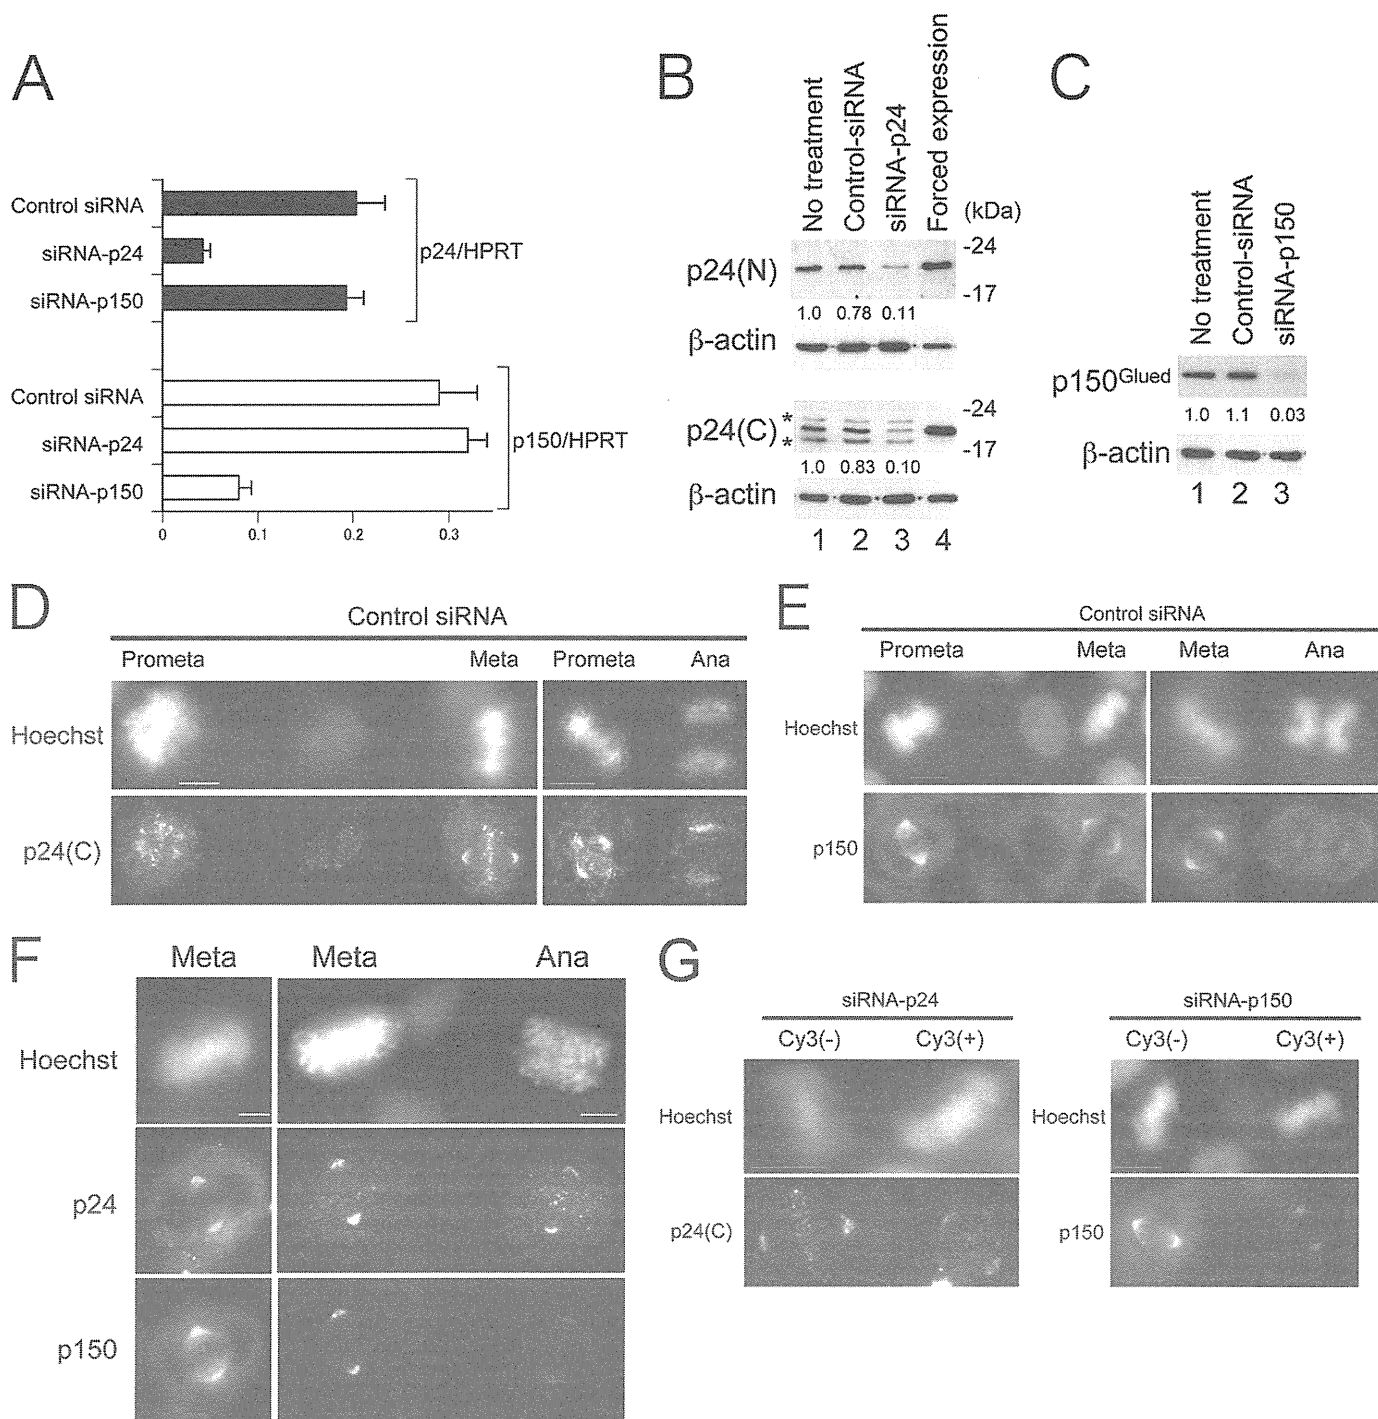 A
Control siRNA
siRNA-p24
siRNA-p150
p24/HPRT
Control siRNA
siRNA-p24
siRNA-p150
p150/HPRT
0 0.1 0.2 0.3
B
No treatment
Control-siRNA
siRNA-p24
Forced expression
(kDa)
p24(N)
-24
-17
1.0 0.78 0.11
β-actin
p24(C)
*
*
-24
-17
1.0 0.83 0.10
β-actin
1 2 3 4
C
No treatment
Control-siRNA
siRNA-p150
p150Glued
1.0 1.1 0.03
β-actin
1 2 3
D
Control siRNA
Prometa Meta Prometa Ana
Hoechst
p24(C)
E
Control siRNA
Prometa Meta Meta Ana
Hoechst
p150
F
Meta Meta Ana
Hoechst
p24
p150
G
siRNA-p24
Cy3(-) Cy3(+)
Hoechst
p24(C)
siRNA-p150
Cy3(-) Cy3(+)
Hoechst
p150